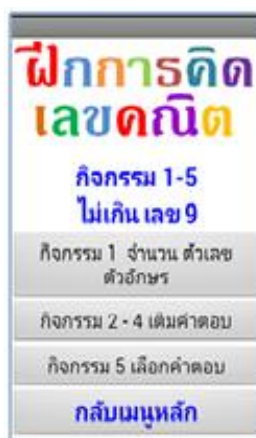 ฝึกการคิด
เลขคณิต
กิจกรรม 1-5
ไม่เกิน เลข 9
กิจกรรม 1 จำนวน ตัวเลข
ตัวอักษร
กิจกรรม 2 - 4 เติมคำตอบ
กิจกรรม 5 เลือกคำตอบ
กลับเมนูหลัก